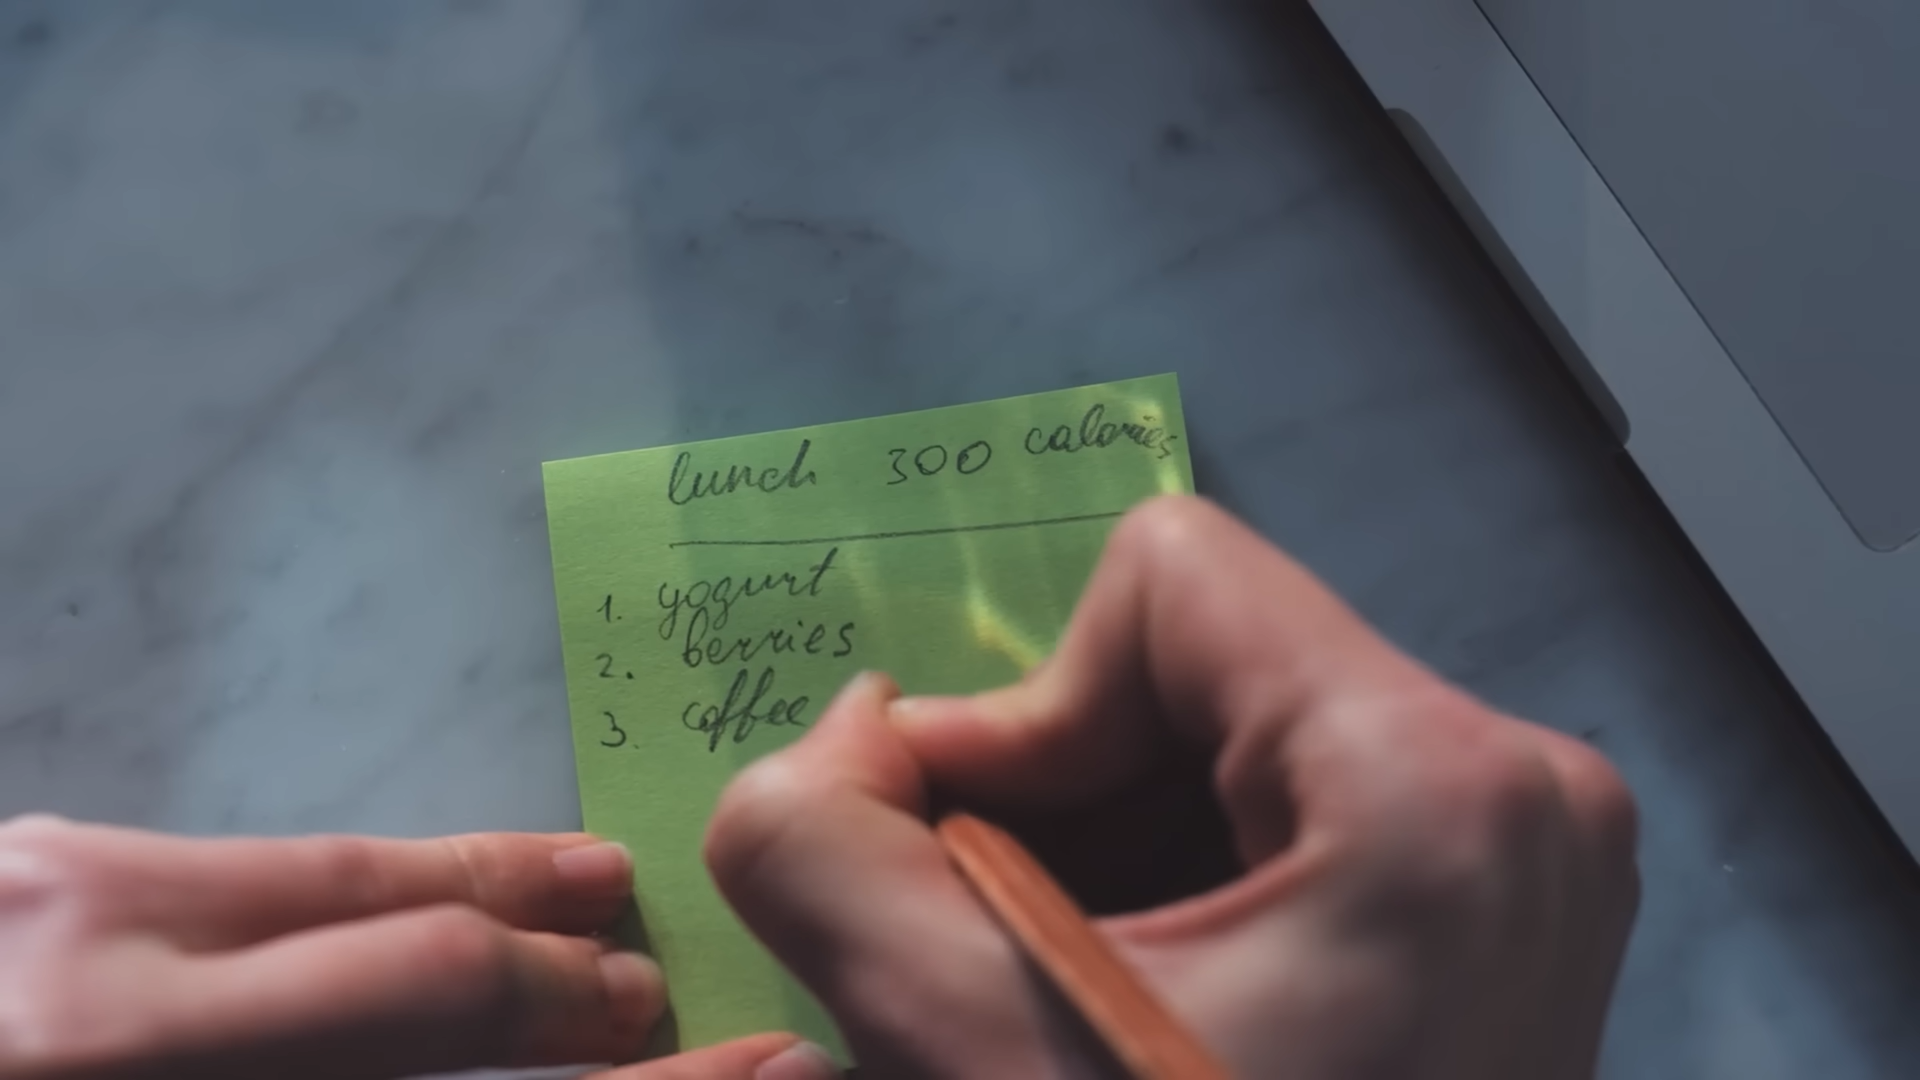 lunch 300 calories
1. yogurt
2. berries
3. coffee